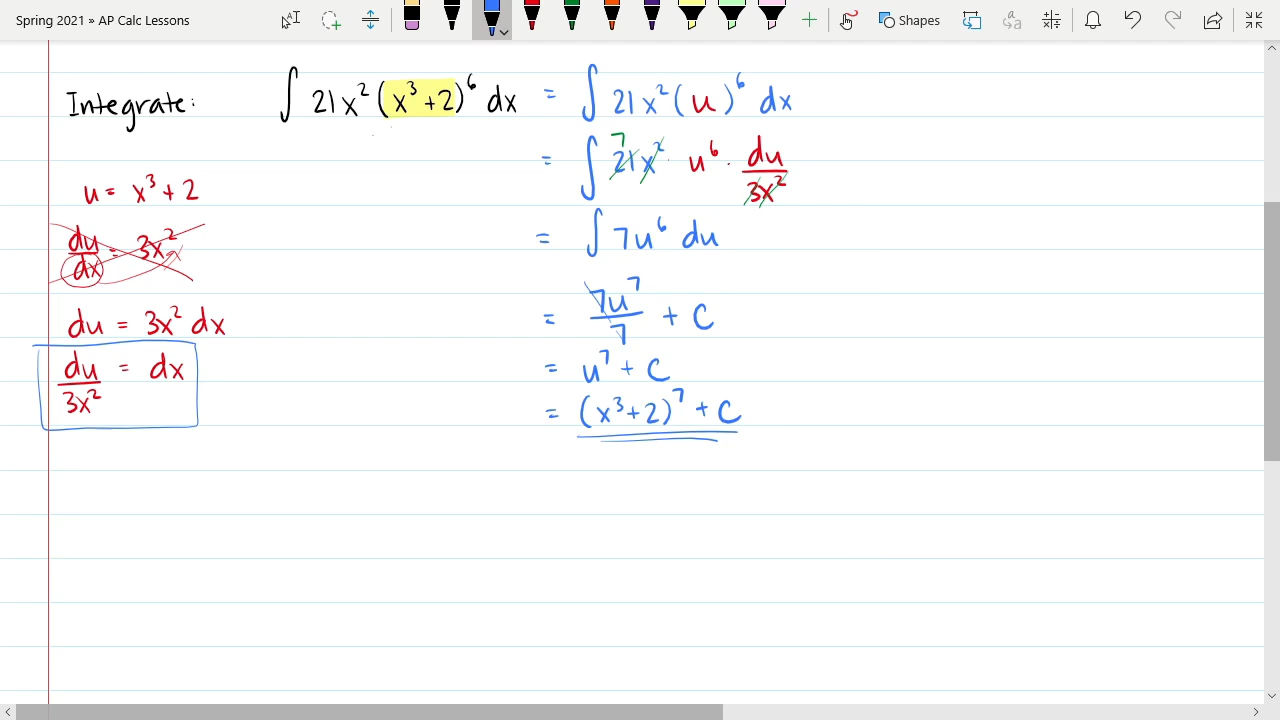 Spring 2021 » AP Calc Lessons
Shapes
Integrate: ∫ 21x² (x³ + 2)⁶ dx = ∫ 21x² (u)⁶ dx
= ∫ 7 21x² · u⁶ · du/3x²
u = x³ + 2
= ∫ 7u⁶ du
du/dx = 3x²
= 7u⁷/7 + C
du = 3x² dx
= u⁷ + C
du/3x² = dx
= (x³+2)⁷ + C